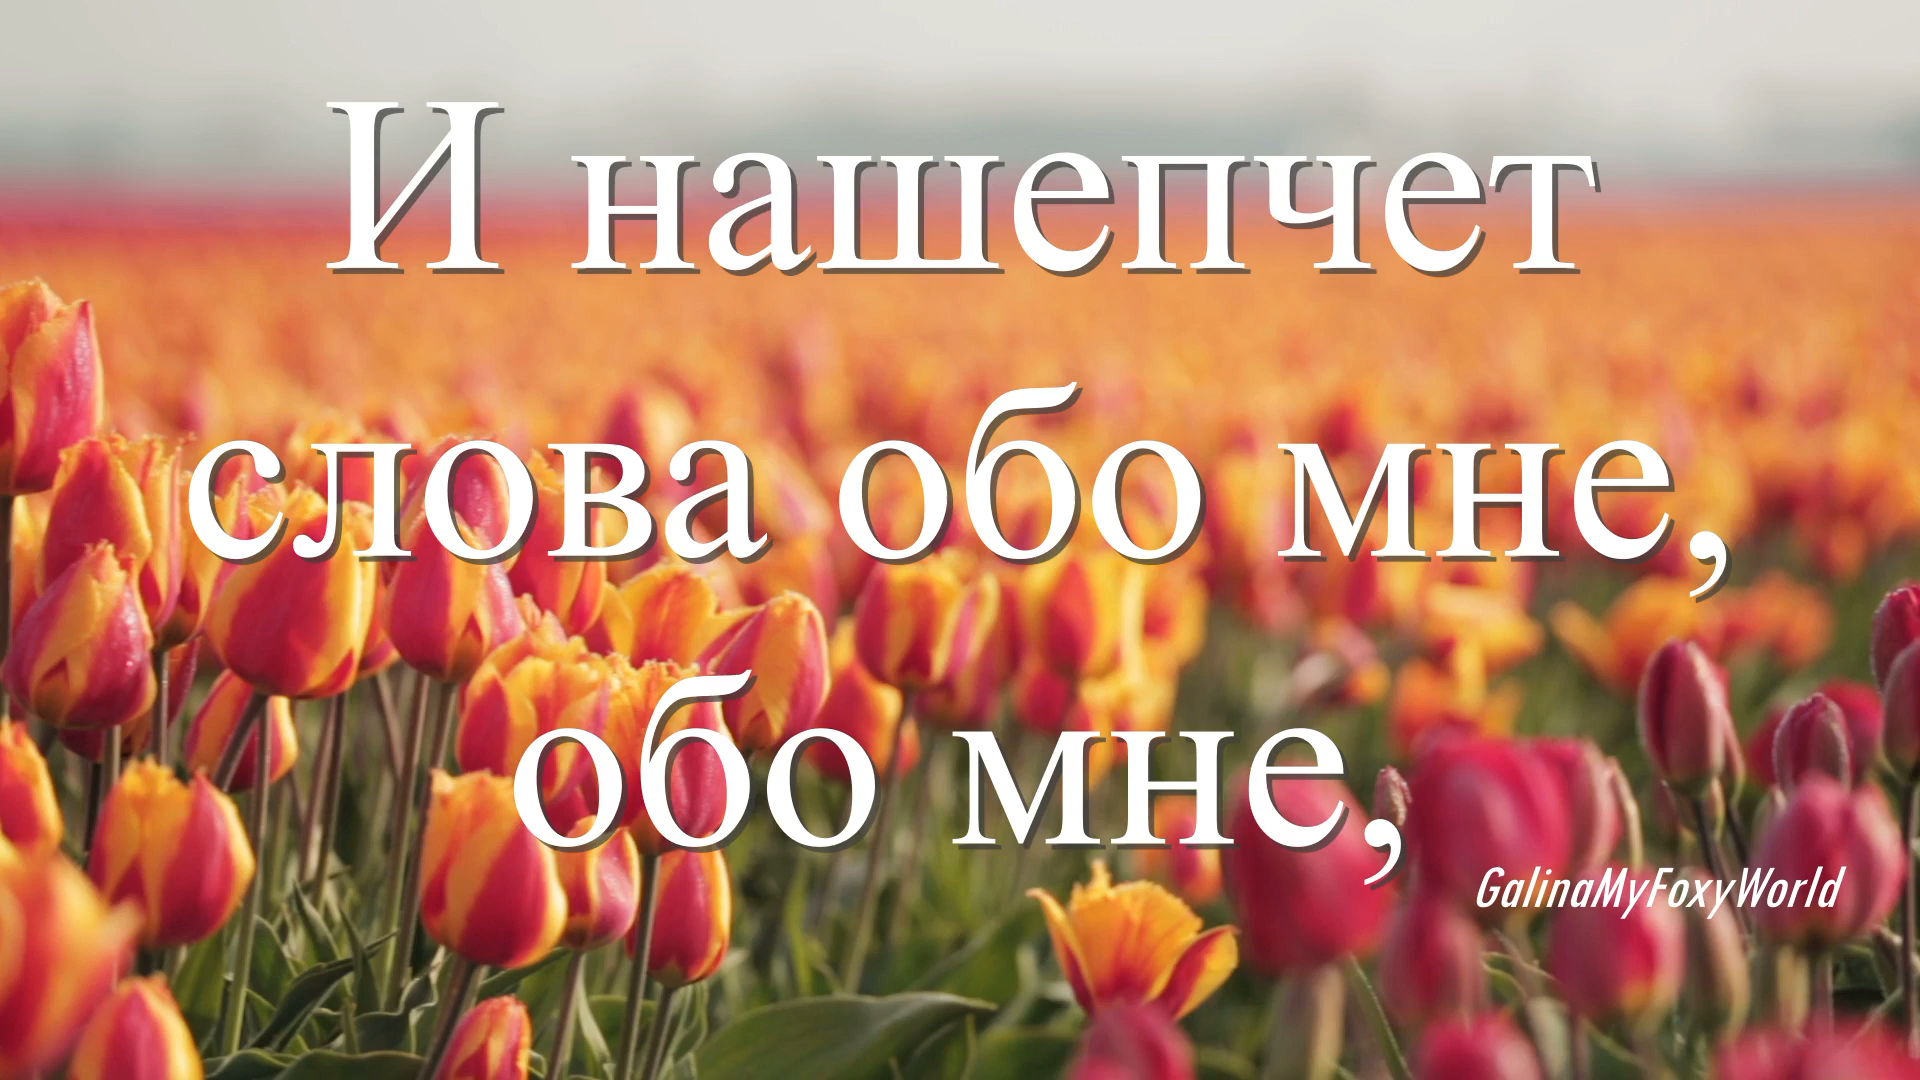 И нашепчет
слова обо мне,
обо мне,
GalinaMyFoxyWorld